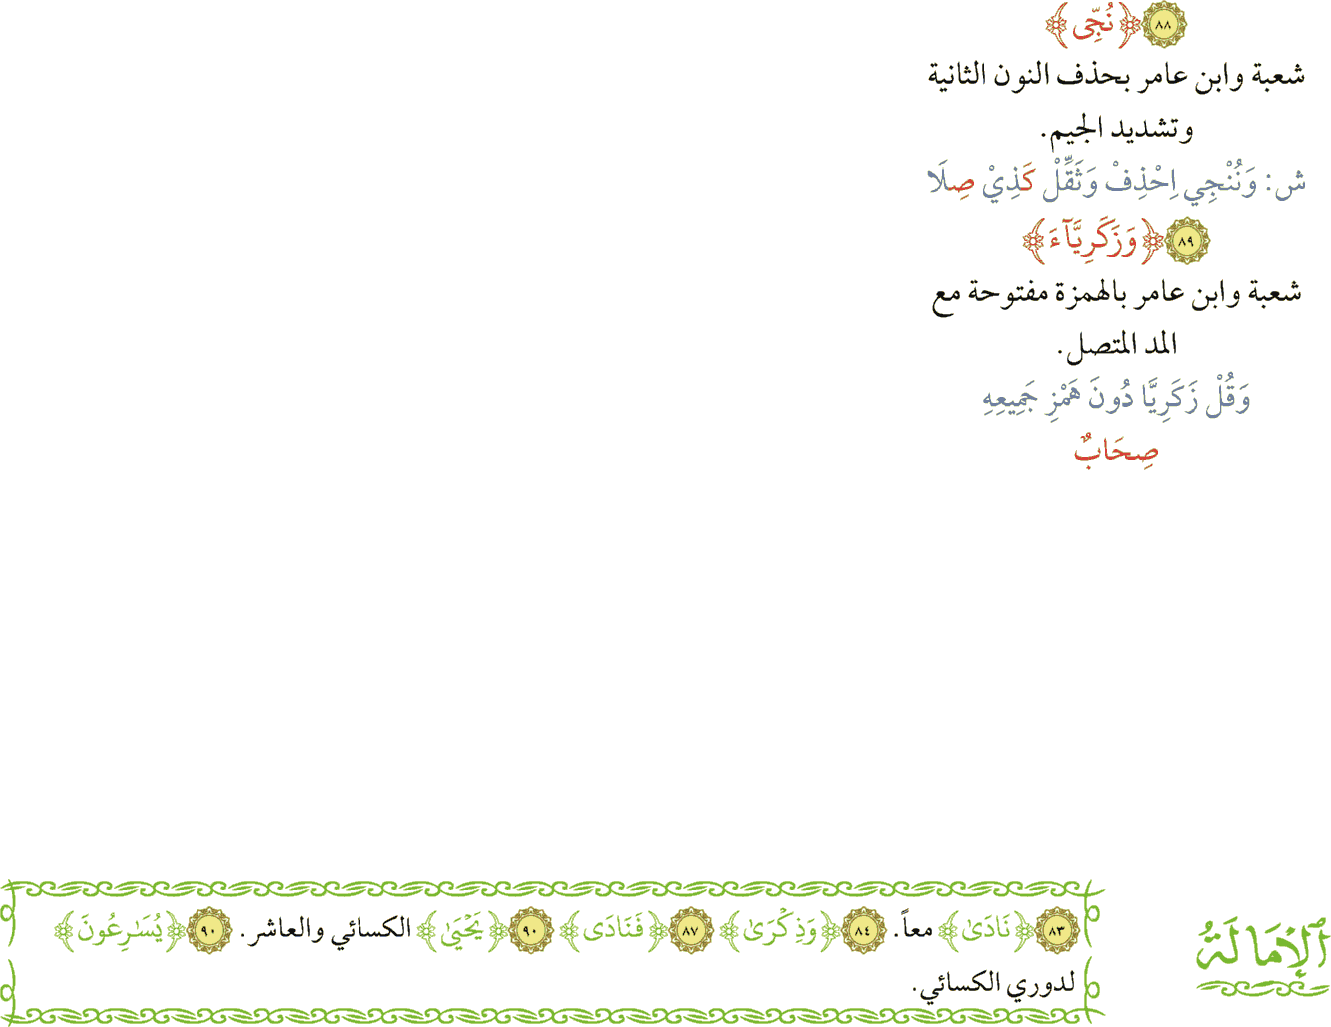 ٨٨ ﴿نُجِّى﴾
شعبة وابن عامر بحذف النون الثانية
وتشديد الجيم.
ش: وَنُنْجِي اِحْذِفْ وَثَقِّلْ كَذِيْ صِلَا
٨٩ ﴿وَزَكَرِيَّآءَ﴾
شعبة وابن عامر بالهمزة مفتوحة مع
المد المتصل.
وَقُلْ زَكَرِيَّا دُونَ هَمْزِ جَمِيعِهِ
صِحَابٌ
ٱلْإِمَالَةُ
٨٣ ﴿نَادَىٰ﴾ معاً. ٨٤ ﴿وَذِكْرَىٰ﴾ ٨٧ ﴿فَنَادَى﴾ ٩٠ ﴿يَحْيَىٰ﴾ الكسائي والعاشر. ٩٠ ﴿يُسَٰرِعُونَ﴾
لدوري الكسائي.